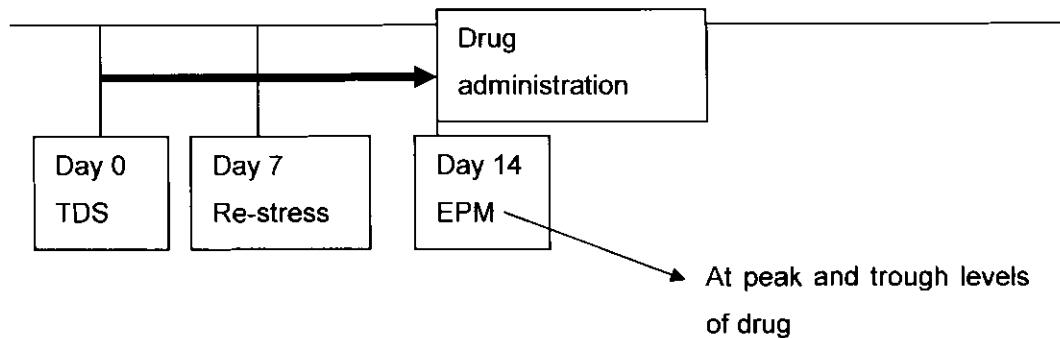 Drug
administration
Day 0
TDS
Day 7
Re-stress
Day 14
EPM
At peak and trough levels
of drug